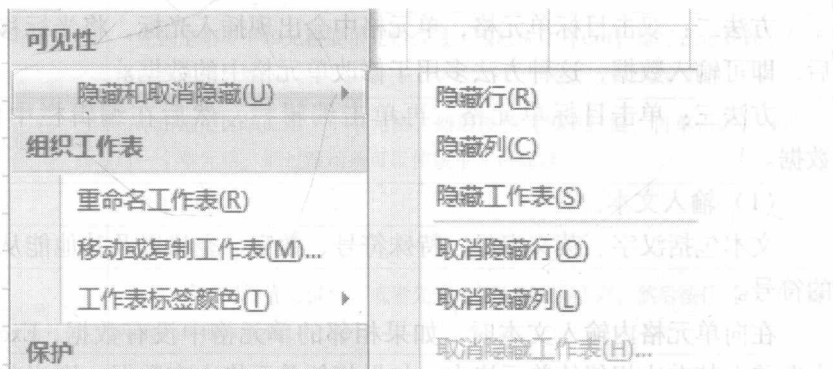 可见性
隐藏和取消隐藏(U)
组织工作表
重命名工作表(R)
移动或复制工作表(M)...
工作表标签颜色(T)
保护
隐藏行(R)
隐藏列(C)
隐藏工作表(S)
取消隐藏行(O)
取消隐藏列(L)
取消隐藏工作表(H)...